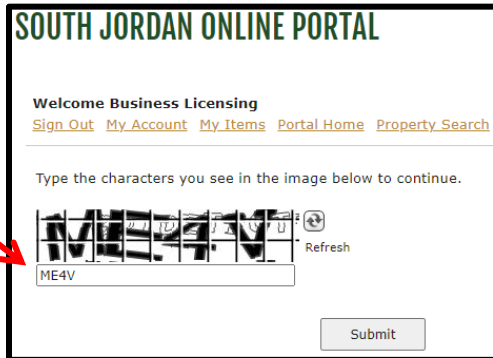 SOUTH JORDAN ONLINE PORTAL
Welcome Business Licensing
Sign Out My Account My Items Portal Home Property Search
Type the characters you see in the image below to continue.
ME4V
Refresh
ME4V
Submit